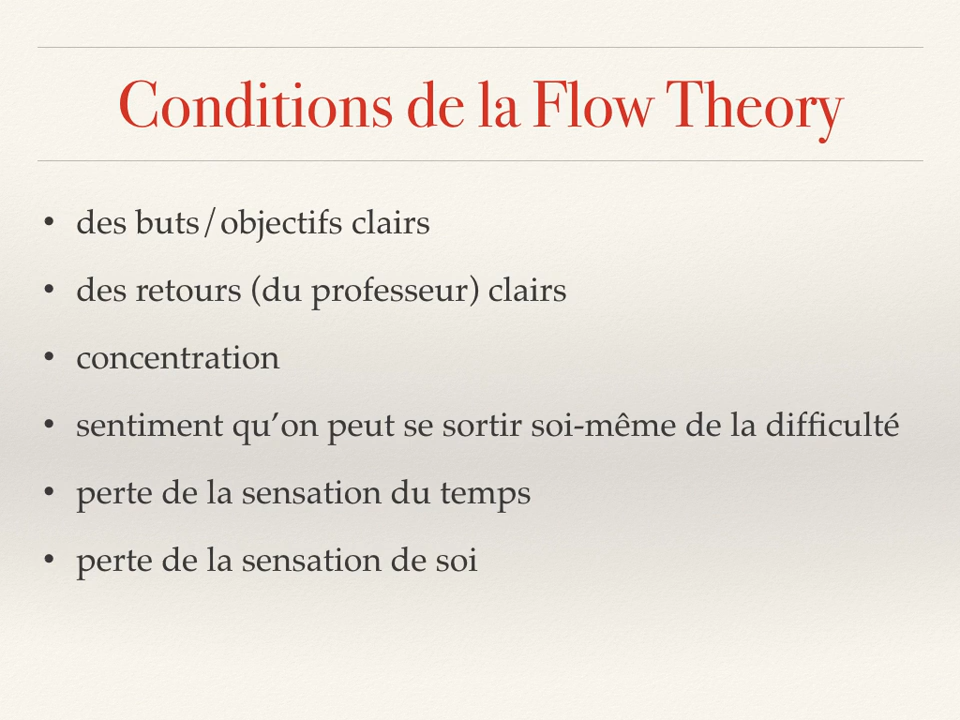 Conditions de la Flow Theory
• des buts/objectifs clairs
• des retours (du professeur) clairs
• concentration
• sentiment qu’on peut se sortir soi-même de la difficulté
• perte de la sensation du temps
• perte de la sensation de soi